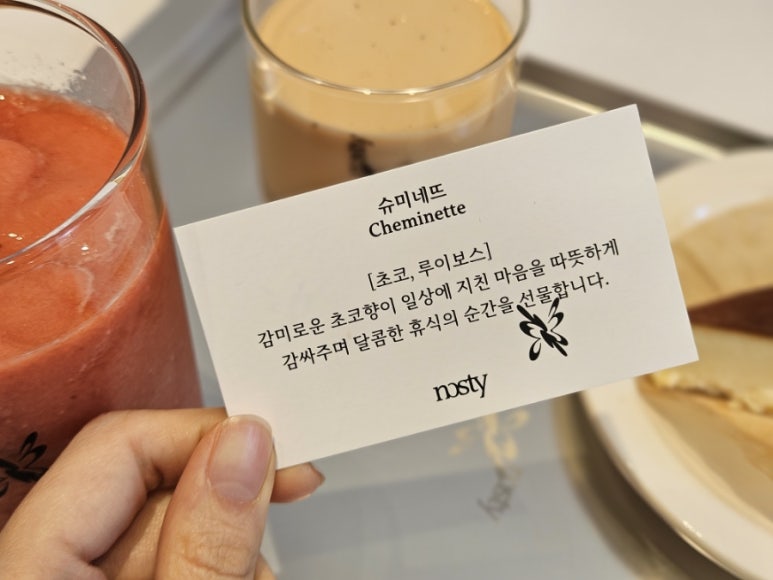 슈미네뜨
Cheminette
[초코, 루이보스]
감미로운 초코향이 일상에 지친 마음을 따뜻하게
감싸주며 달콤한 휴식의 순간을 선물합니다.
nosty